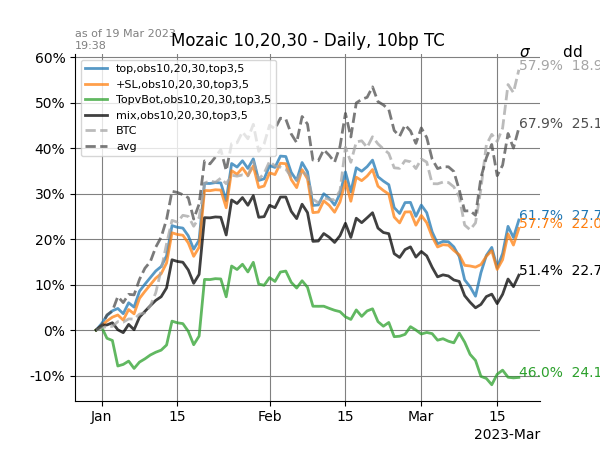 as of 19 Mar 2023
19:38
Mozaic 10,20,30 - Daily, 10bp TC
σ dd
60%
50%
40%
30%
20%
10%
0%
-10%
top,obs10,20,30,top3,5
+SL,obs10,20,30,top3,5
TopvBot,obs10,20,30,top3,5
mix,obs10,20,30,top3,5
BTC
avg
57.9% 18.9
67.9% 25.1
61.7% 27.7
57.7% 22.0
51.4% 22.7
46.0% 24.1
Jan 15 Feb 15 Mar 15
2023-Mar